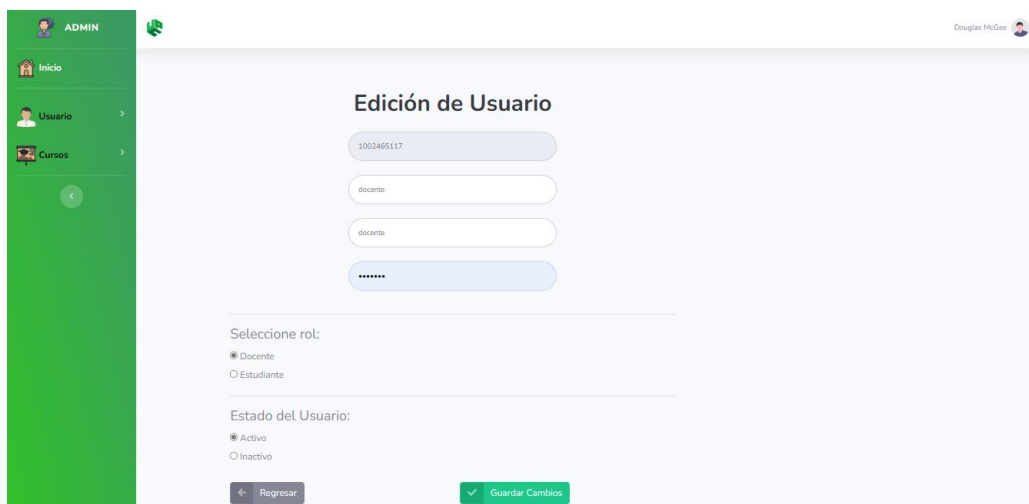 ADMIN
Douglas McGee
Inicio
Usuario
Cursos
Edición de Usuario
1002465117
docente
docente
•••••••
Seleccione rol:
Docente
Estudiante
Estado del Usuario:
Activo
Inactivo
Regresar
Guardar Cambios